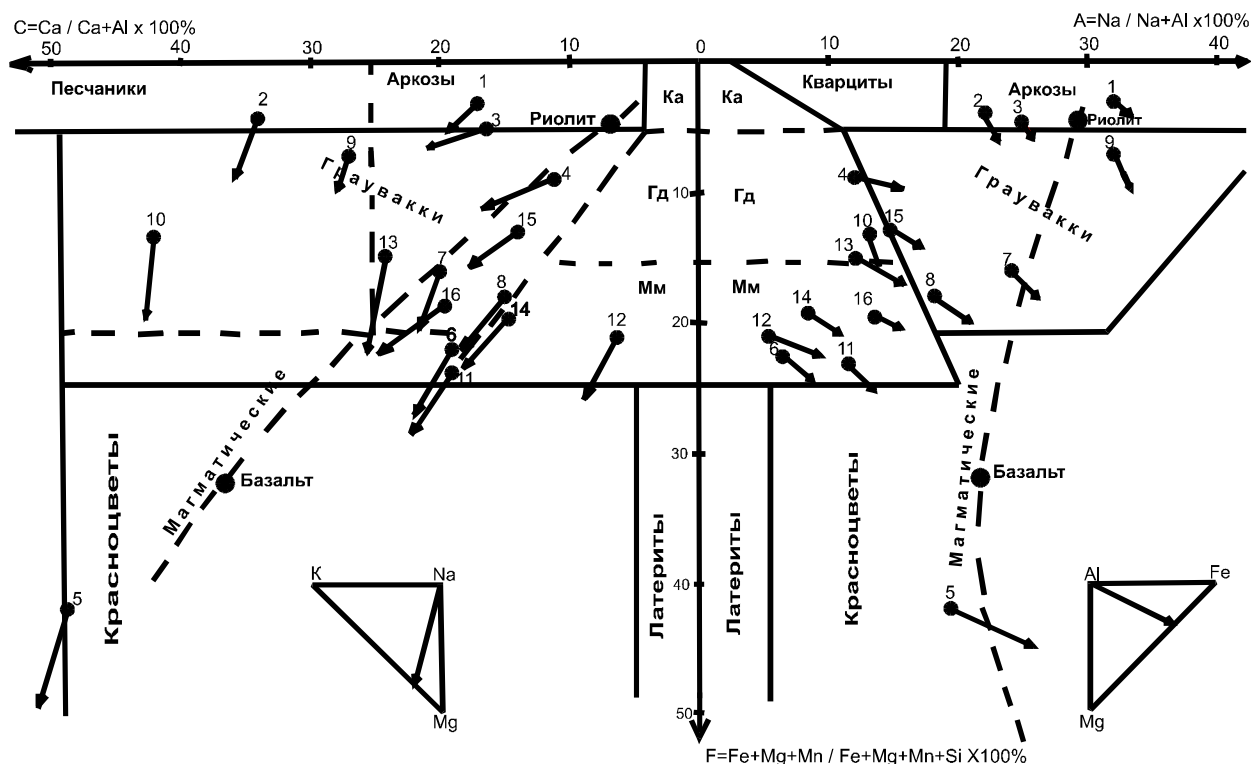 C=Ca / Ca+Al x 100%
A=Na / Na+Al x100%
50 40 30 20 10 0 10 20 30 40
Песчаники
Аркозы
Ка
Ка
Кварциты
Аркозы
1
2
3
Риолит
1
2
3
Риолит
9
Граувакки
4
Гд
10
Гд
4
9
Граувакки
10
15
13
7
10
15
13
7
16
8
14
Мм
Мм
14
16
8
6
12
20
12
6
11
11
Магматические
Базальт
Красноцветы
Латериты
30
Латериты
Красноцветы
Магматические
Базальт
5
K
Na
Mg
40
5
Al
Fe
Mg
50
F=Fe+Mg+Mn / Fe+Mg+Mn+Si X100%